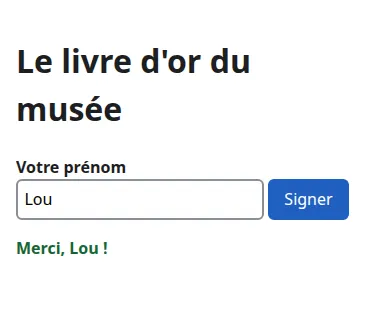 Le livre d'or du
musée
Votre prénom
Lou Signer
Merci, Lou !